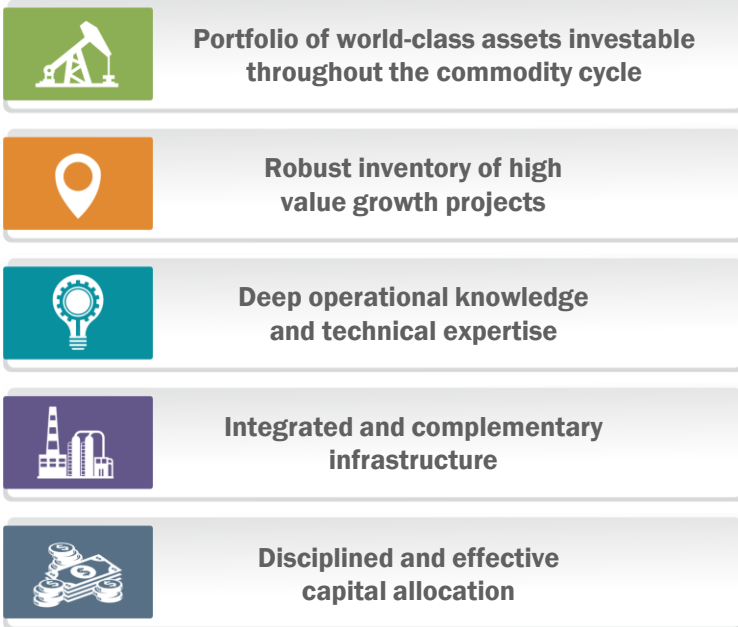 Portfolio of world-class assets investable
throughout the commodity cycle
Robust inventory of high
value growth projects
Deep operational knowledge
and technical expertise
Integrated and complementary
infrastructure
Disciplined and effective
capital allocation